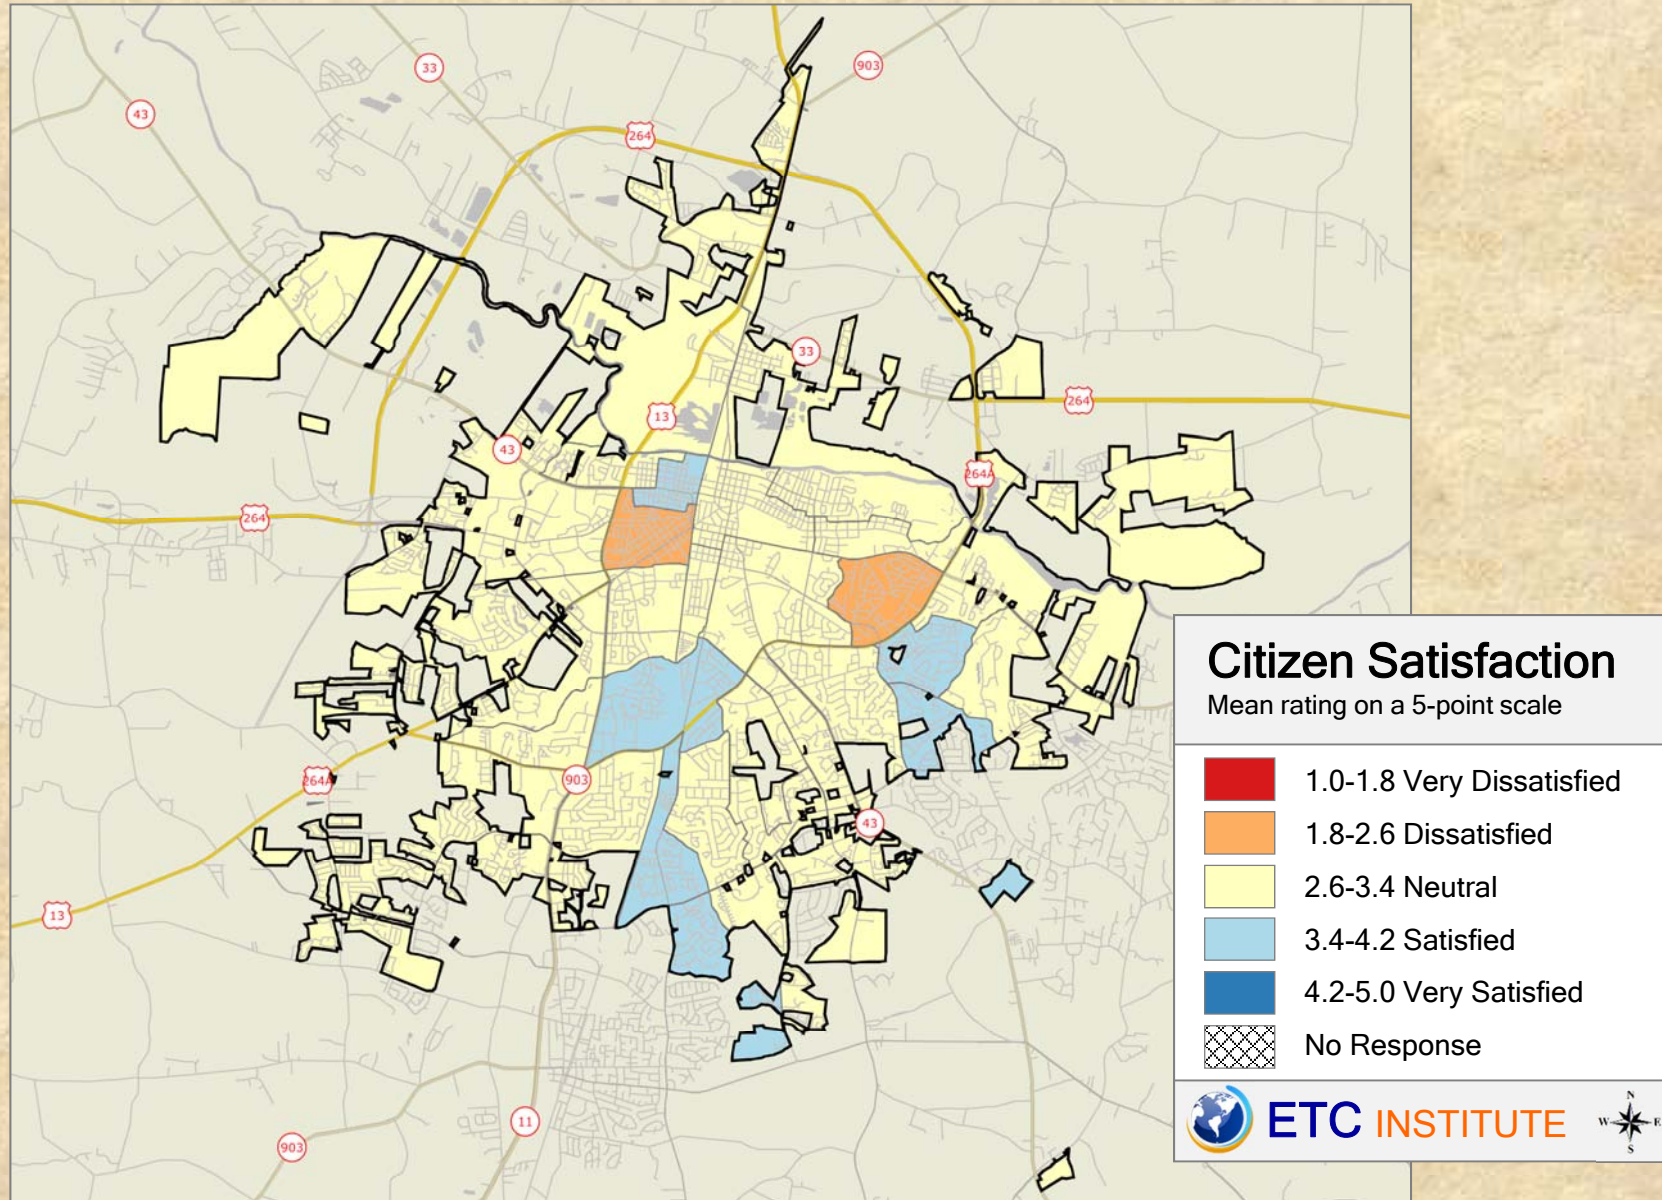 33
903
43
264
33
264
13
43
264A
264
903
264A
43
13
11
903
Citizen Satisfaction
Mean rating on a 5-point scale
1.0-1.8 Very Dissatisfied
1.8-2.6 Dissatisfied
2.6-3.4 Neutral
3.4-4.2 Satisfied
4.2-5.0 Very Satisfied
No Response
ETC INSTITUTE
N
W E
S